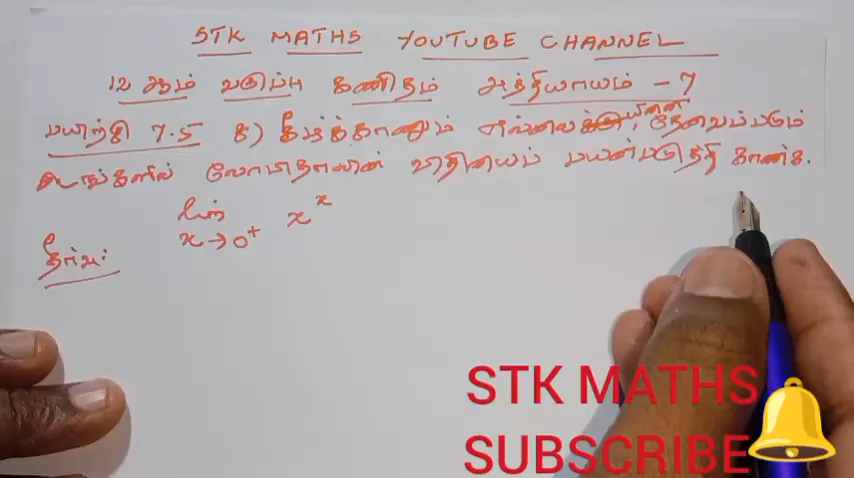 STK MATHS YOUTUBE CHANNEL
12 ஆம் வகுப்பு கணிதம் அத்தியாயம் - 7
பயிற்சி 7.5 8) கீழ்க்காணும் எல்லைக்கு, தேவைப்படும்
இடங்களில் லோபிதாலின் விதியைப் பயன்படுத்தி காண்க.
lim x^x
x→0⁺
தீர்வு:
STK MATHS
SUBSCRIBE